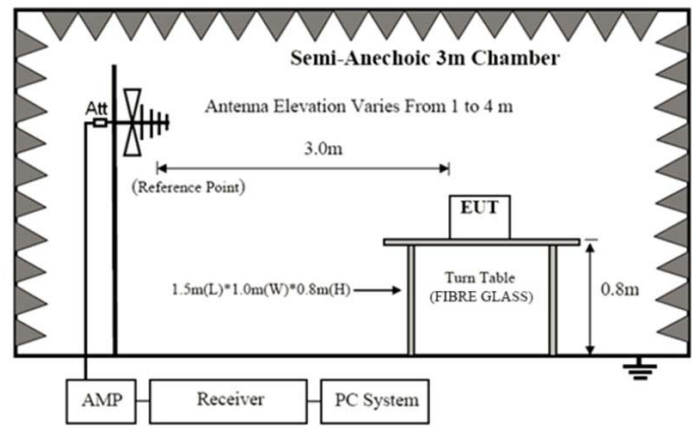 Semi-Anechoic 3m Chamber
Att
Antenna Elevation Varies From 1 to 4 m
3.0m
(Reference Point)
EUT
1.5m(L)*1.0m(W)*0.8m(H)
Turn Table
(FIBRE GLASS)
0.8m
AMP
Receiver
PC System